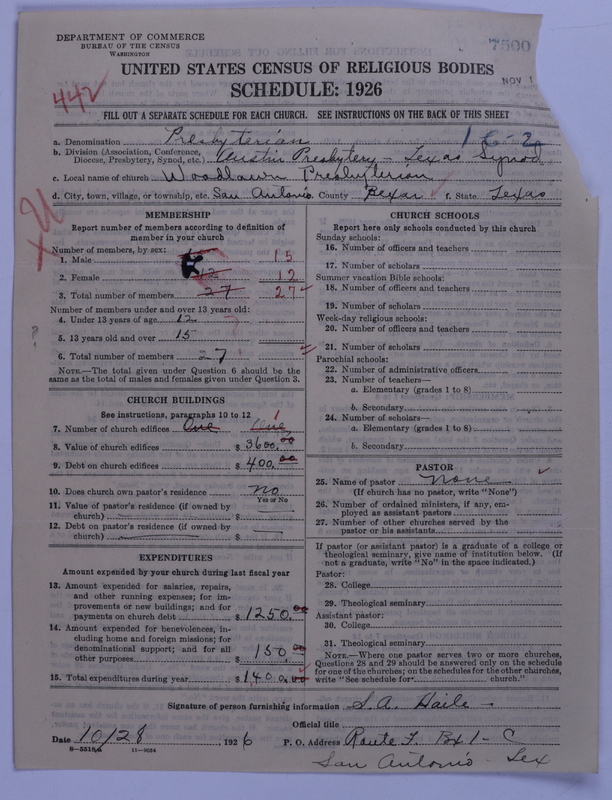 DEPARTMENT OF COMMERCE
BUREAU OF THE CENSUS
WASHINGTON
7500
UNITED STATES CENSUS OF RELIGIOUS BODIES
NOV 1
SCHEDULE: 1926
442
FILL OUT A SEPARATE SCHEDULE FOR EACH CHURCH. SEE INSTRUCTIONS ON THE BACK OF THIS SHEET
16-2
a. Denomination Presbyterian
b. Division (Association, Conference, Diocese, Presbytery, Synod, etc.) Austin Presbytery - Texas Synod
c. Local name of church Woodlawn Presbyterian
d. City, town, village, or township, etc. San Antonio County Bexar f. State Texas
MEMBERSHIP
Report number of members according to definition of
member in your church
Number of members, by sex:
1. Male 15
2. Female 12 12
3. Total number of members 27 27
Number of members under and over 13 years old:
4. Under 13 years of age 12
5. 13 years old and over 15
6. Total number of members 27
NOTE.—The total given under Question 6 should be
same as the total of males and females given under Question 3.
CHURCH BUILDINGS
See instructions, paragraphs 10 to 12
7. Number of church edifices One One 1
8. Value of church edifices $ 3600.00
9. Debt on church edifices $ 400.00
10. Does church own pastor's residence No
Yes or No
11. Value of pastor's residence (if owned by
church) $
12. Debt on pastor's residence (if owned by
church) $
EXPENDITURES
Amount expended by your church during last fiscal year
13. Amount expended for salaries, repairs,
and other running expenses; for im-
provements or new buildings; and for
payments on church debt $ 1250.00
14. Amount expended for benevolences, in-
cluding home and foreign missions; for
denominational support; and for all
other purposes $ 150.00
15. Total expenditures during year $ 1400.00
CHURCH SCHOOLS
Report here only schools conducted by this church
Sunday schools:
16. Number of officers and teachers
17. Number of scholars
Summer vacation Bible schools:
18. Number of officers and teachers
19. Number of scholars
Week-day religious schools:
20. Number of officers and teachers
21. Number of scholars
Parochial schools:
22. Number of administrative officers
23. Number of teachers—
a. Elementary (grades 1 to 8)
b. Secondary
24. Number of scholars—
a. Elementary (grades 1 to 8)
b. Secondary
PASTOR
25. Name of pastor None
(If church has no pastor, write "None")
26. Number of ordained ministers, if any, em-
ployed as assistant pastors
27. Number of other churches served by the
pastor or his assistants
If pastor (or assistant pastor) is a graduate of a college or
theological seminary, give name of institution below. (If
not a graduate, write "No" in the space indicated.)
Pastor:
28. College
29. Theological seminary
Assistant pastor:
30. College
31. Theological seminary
NOTE.—Where one pastor serves two or more churches,
Questions 28 and 29 should be answered only on the schedule
for one of the churches; on the schedules for the other churches,
write "See schedule for church."
Signature of person furnishing information S. A. Haile
Official title
Date 10/28, 1926 P. O. Address Route I. Bx 1-C
8-5518a 11-9034
San Antonio - Tex